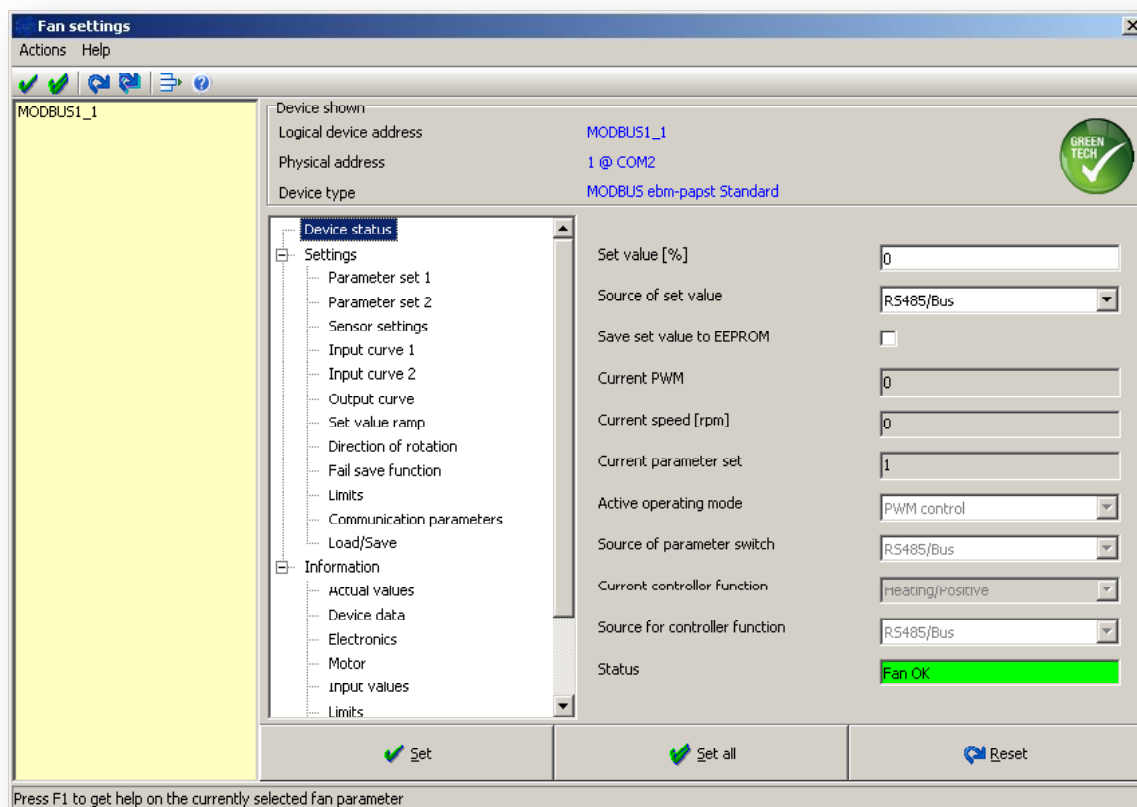 Fan settings
Actions Help
MODBUS1_1
Device shown
Logical device address MODBUS1_1
Physical address 1 @ COM2
Device type MODBUS ebm-papst Standard
GREEN
TECH
Device status
Settings
Parameter set 1
Parameter set 2
Sensor settings
Input curve 1
Input curve 2
Output curve
Set value ramp
Direction of rotation
Fail save function
Limits
Communication parameters
Load/Save
Information
Actual values
Device data
Electronics
Motor
Input values
Limits
Set value [%] 0
Source of set value RS485/Bus
Save set value to EEPROM
Current PWM 0
Current speed [rpm] 0
Current parameter set 1
Active operating mode PWM control
Source of parameter switch RS485/Bus
Current controller function Heating/Positive
Source for controller function RS485/Bus
Status Fan OK
Set Set all Reset
Press F1 to get help on the currently selected fan parameter